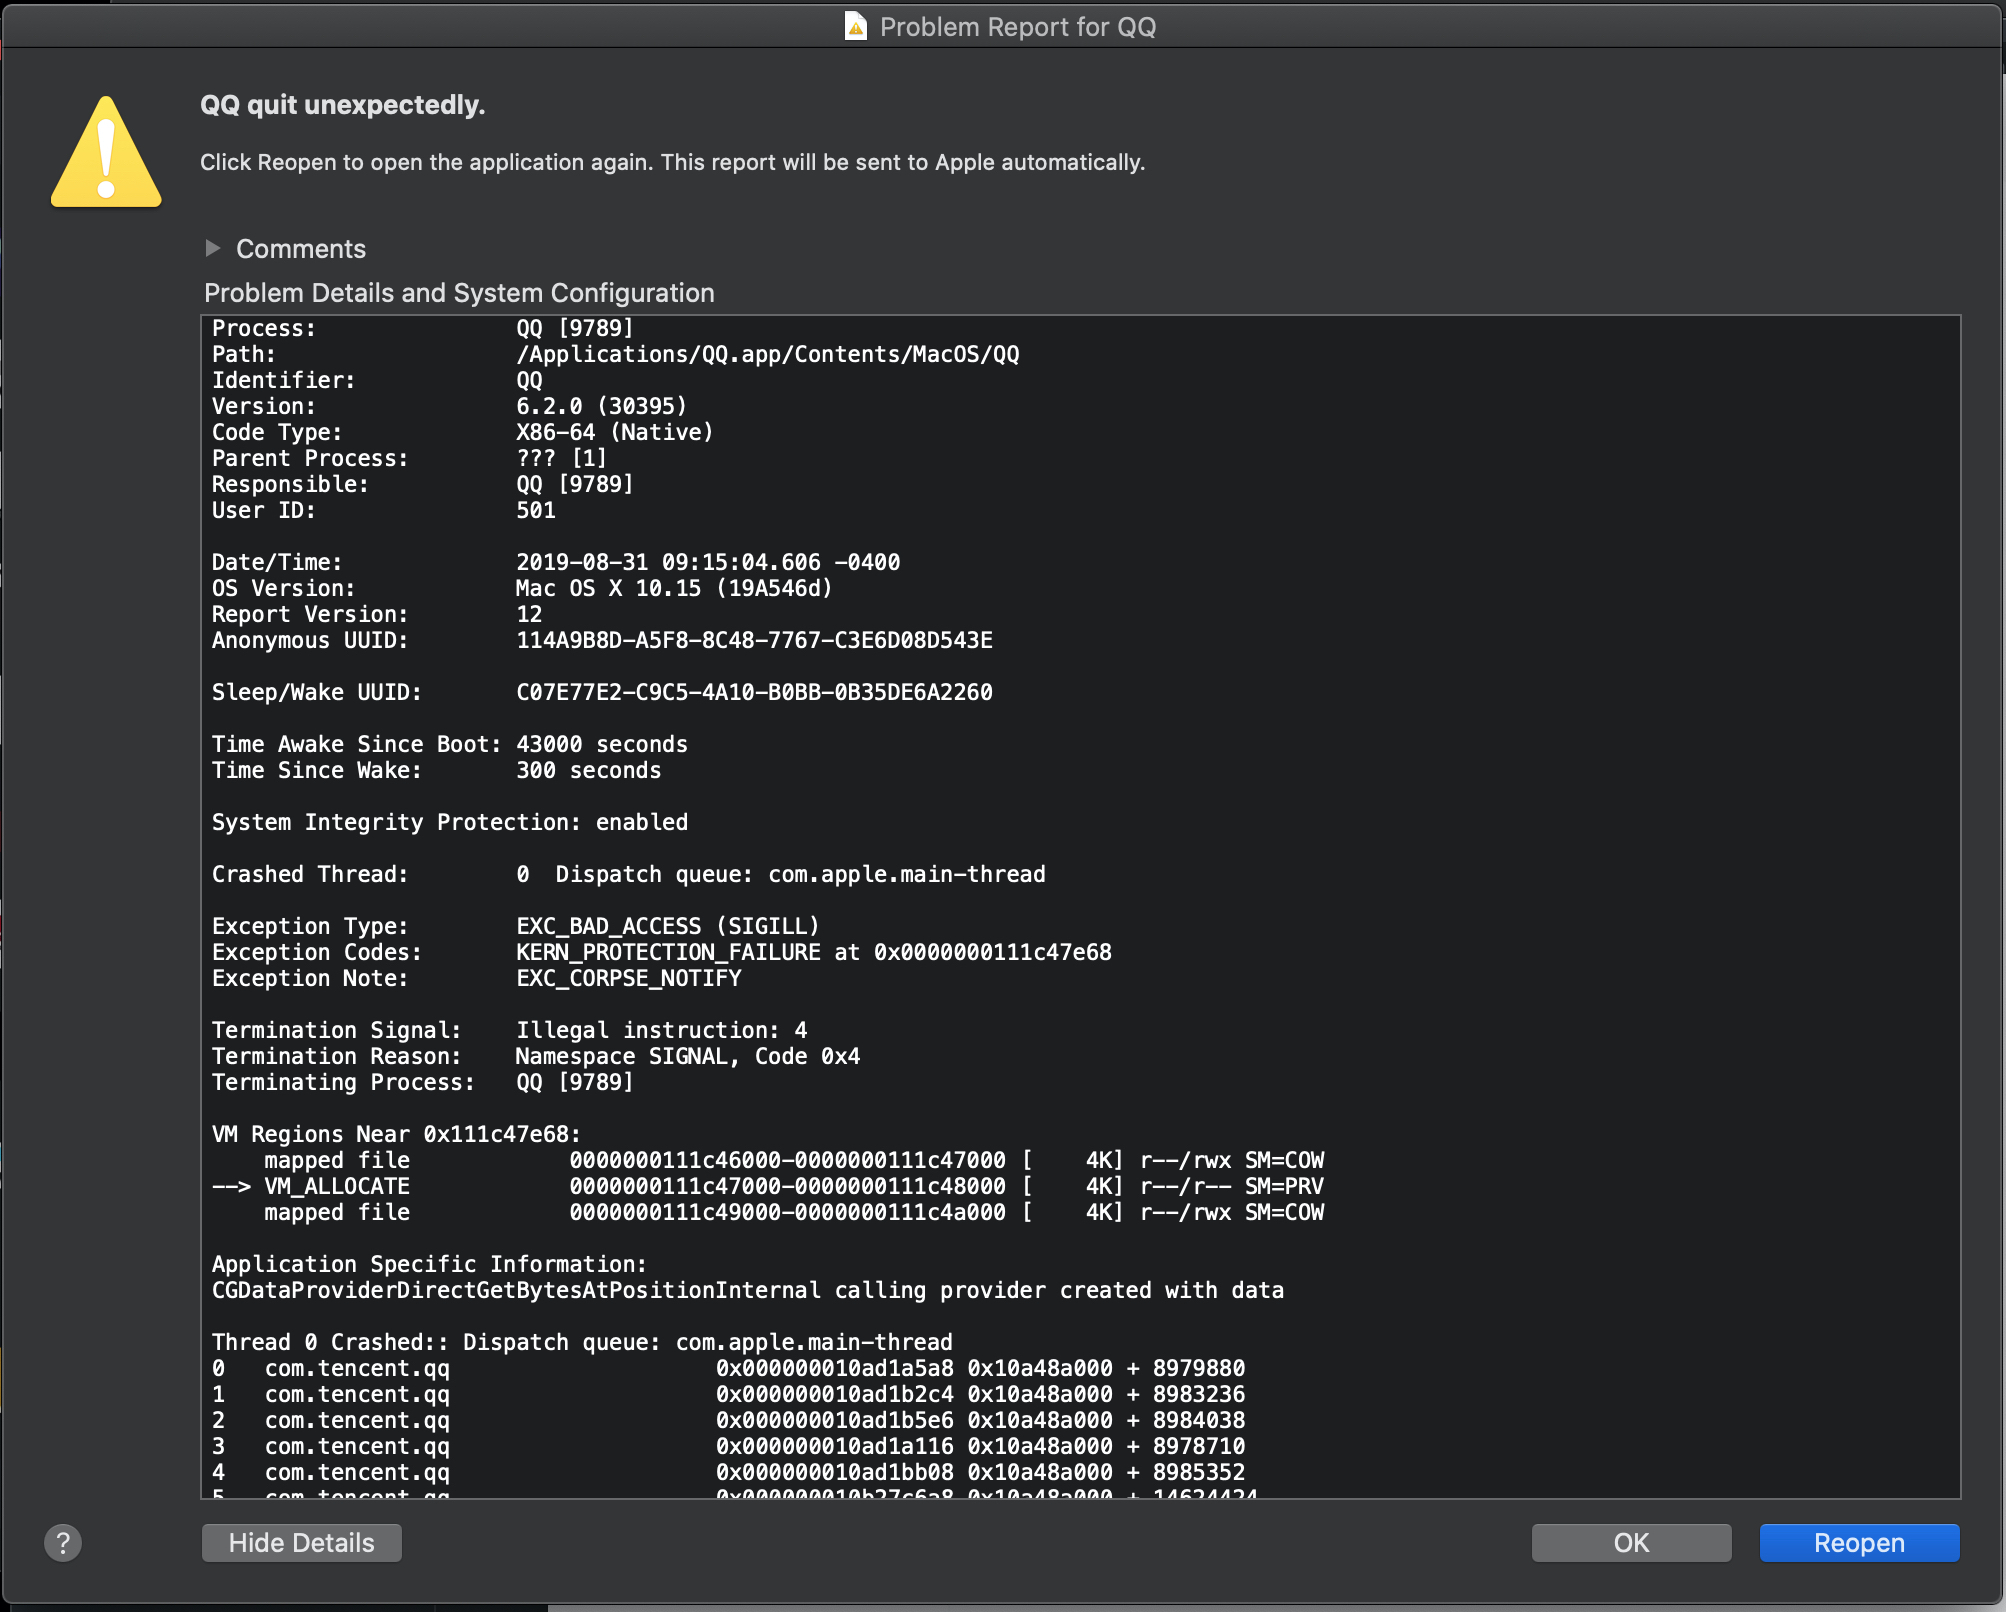 Problem Report for QQ
QQ quit unexpectedly.
Click Reopen to open the application again. This report will be sent to Apple automatically.
Comments
Problem Details and System Configuration
Process: QQ [9789]
Path: /Applications/QQ.app/Contents/MacOS/QQ
Identifier: QQ
Version: 6.2.0 (30395)
Code Type: X86-64 (Native)
Parent Process: ??? [1]
Responsible: QQ [9789]
User ID: 501
Date/Time: 2019-08-31 09:15:04.606 -0400
OS Version: Mac OS X 10.15 (19A546d)
Report Version: 12
Anonymous UUID: 114A9B8D-A5F8-8C48-7767-C3E6D08D543E
Sleep/Wake UUID: C07E77E2-C9C5-4A10-B0BB-0B35DE6A2260
Time Awake Since Boot: 43000 seconds
Time Since Wake: 300 seconds
System Integrity Protection: enabled
Crashed Thread: 0 Dispatch queue: com.apple.main-thread
Exception Type: EXC_BAD_ACCESS (SIGILL)
Exception Codes: KERN_PROTECTION_FAILURE at 0x0000000111c47e68
Exception Note: EXC_CORPSE_NOTIFY
Termination Signal: Illegal instruction: 4
Termination Reason: Namespace SIGNAL, Code 0x4
Terminating Process: QQ [9789]
VM Regions Near 0x111c47e68:
mapped file 0000000111c46000-0000000111c47000 [ 4K] r--/rwx SM=COW
--> VM_ALLOCATE 0000000111c47000-0000000111c48000 [ 4K] r--/r-- SM=PRV
mapped file 0000000111c49000-0000000111c4a000 [ 4K] r--/rwx SM=COW
Application Specific Information:
CGDataProviderDirectGetBytesAtPositionInternal calling provider created with data
Thread 0 Crashed:: Dispatch queue: com.apple.main-thread
0 com.tencent.qq 0x000000010ad1a5a8 0x10a48a000 + 8979880
1 com.tencent.qq 0x000000010ad1b2c4 0x10a48a000 + 8983236
2 com.tencent.qq 0x000000010ad1b5e6 0x10a48a000 + 8984038
3 com.tencent.qq 0x000000010ad1a116 0x10a48a000 + 8978710
4 com.tencent.qq 0x000000010ad1bb08 0x10a48a000 + 8985352
5 com.tencent.qq 0x000000010b27c6a8 0x10a48a000 + 14624424
?
Hide Details
OK
Reopen